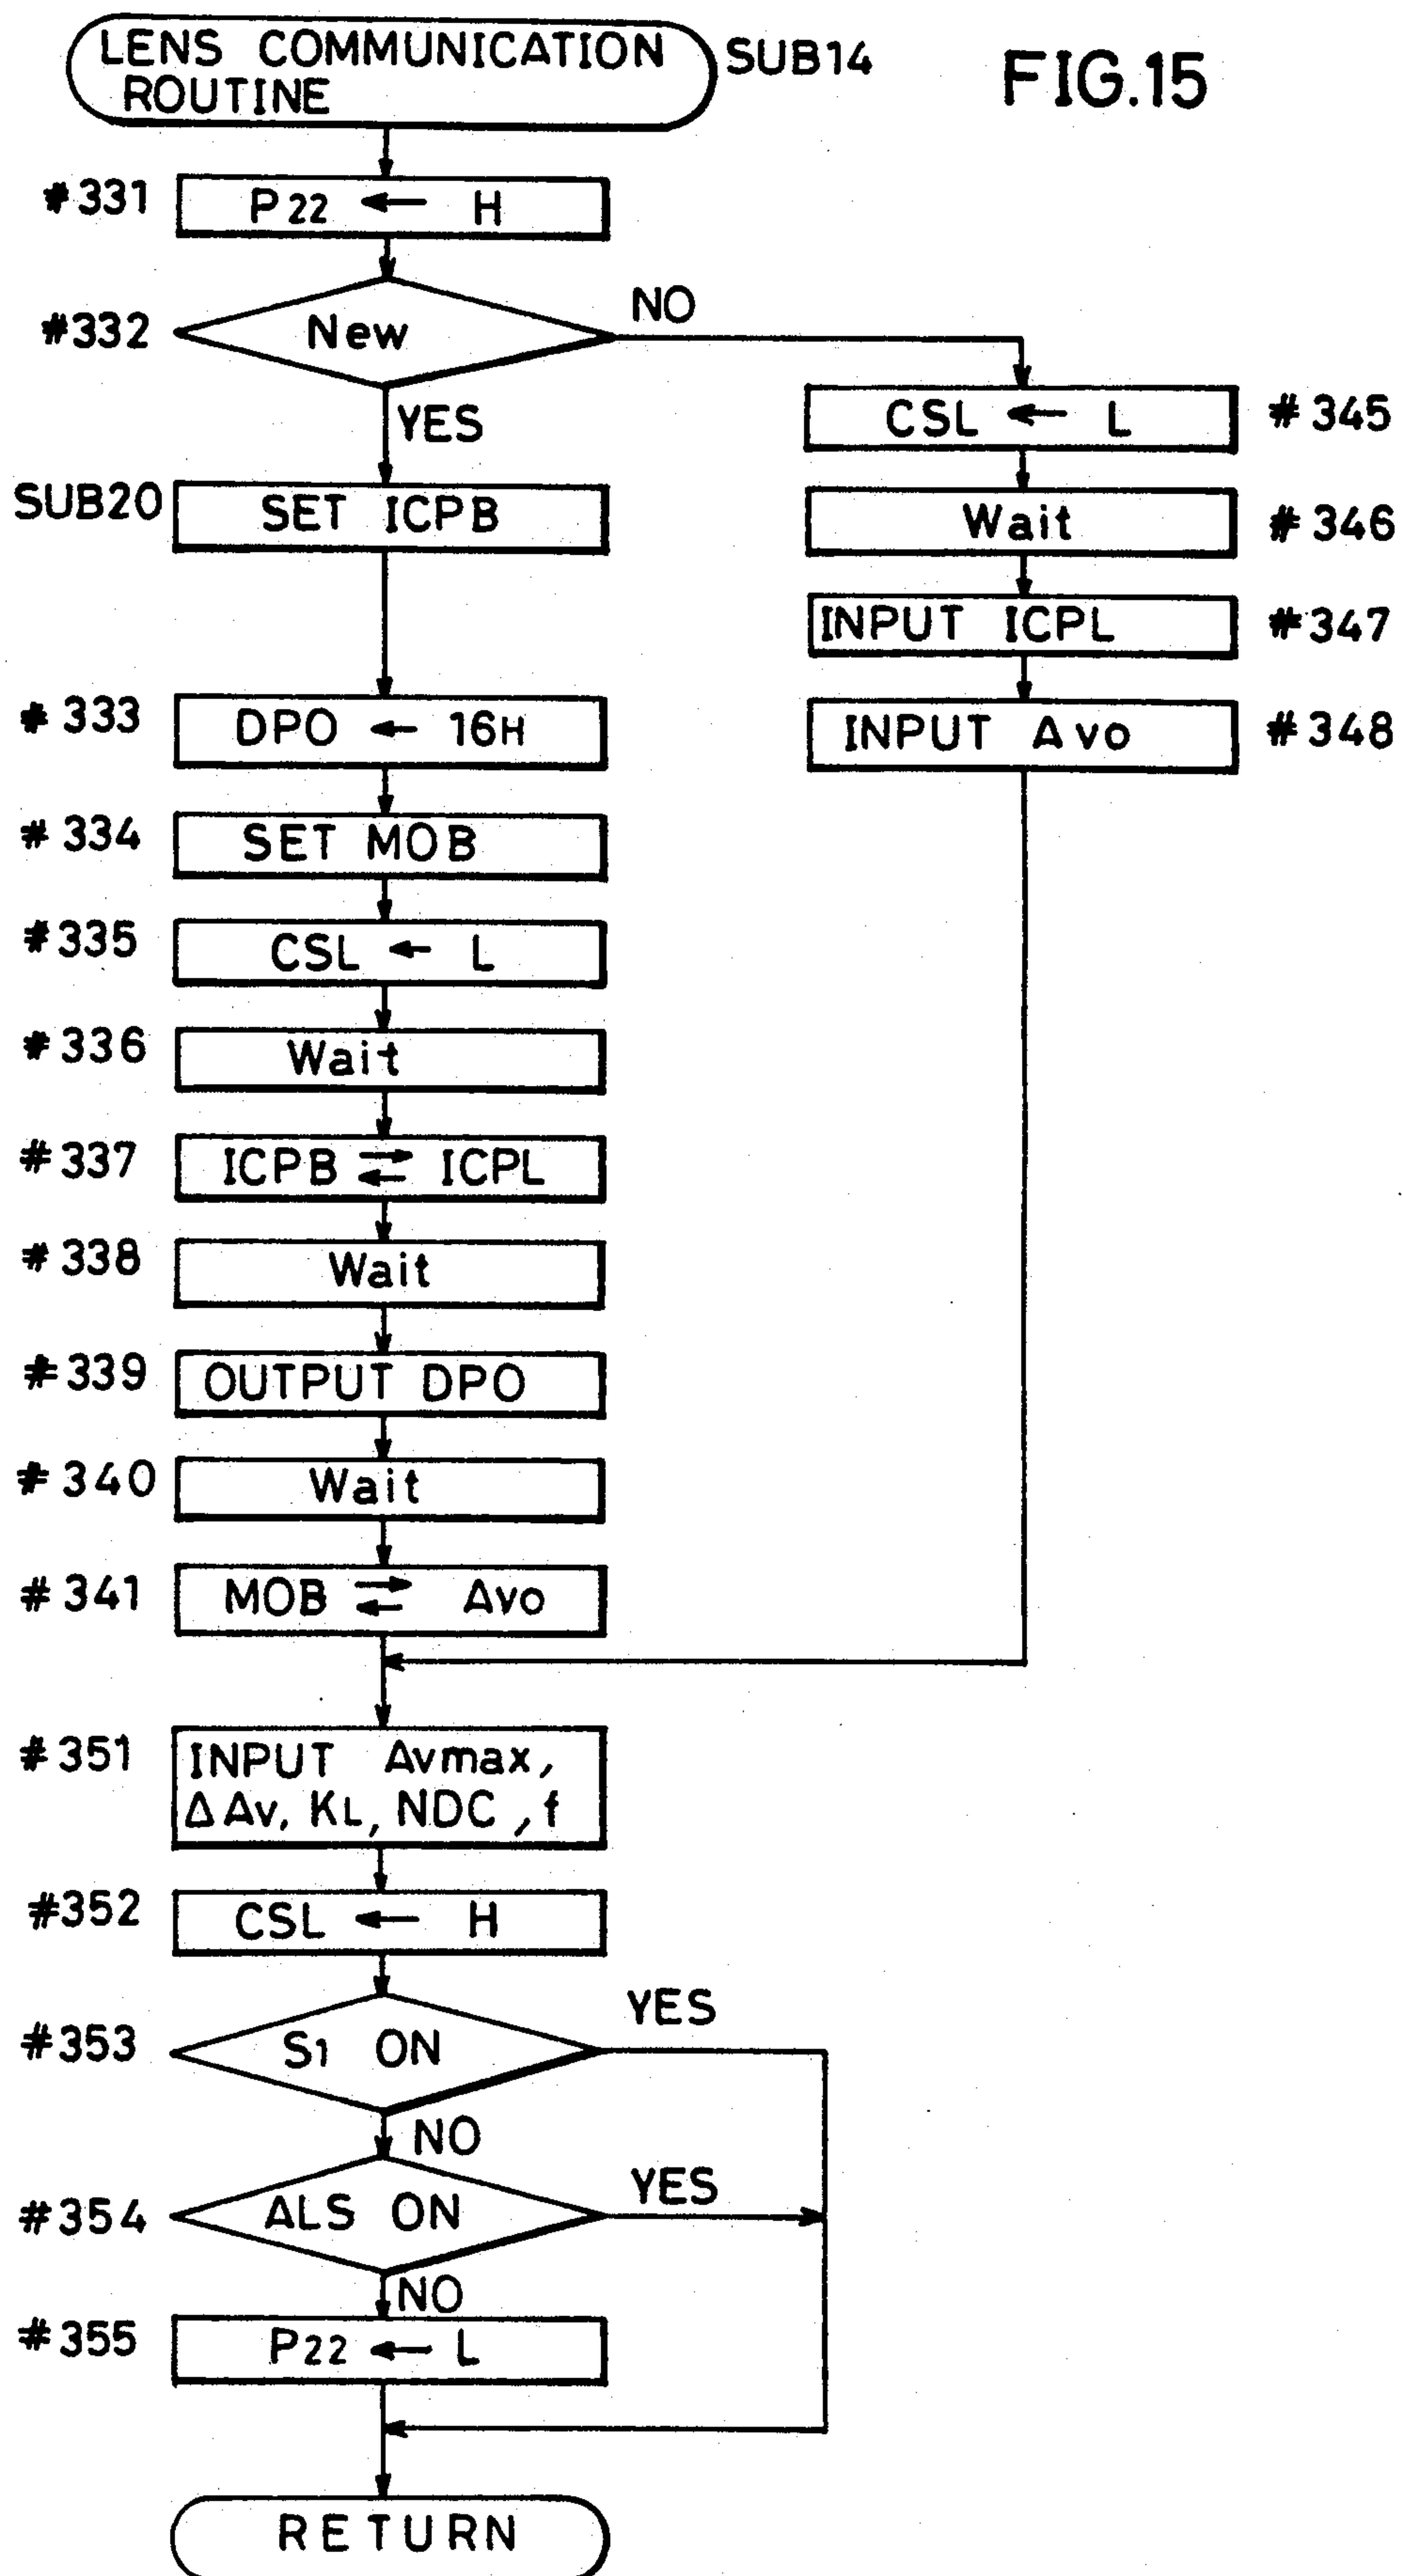 LENS COMMUNICATION
ROUTINE
SUB14
FIG.15
#331
P22 ← H
#332
New
NO
YES
#345
CSL ← L
#346
Wait
#347
INPUT ICPL
#348
INPUT Avo
SUB20
SET ICPB
#333
DPO ← 16H
#334
SET MOB
#335
CSL ← L
#336
Wait
#337
ICPB ⇄ ICPL
#338
Wait
#339
OUTPUT DPO
#340
Wait
#341
MOB ⇄ Avo
#351
INPUT Avmax,
ΔAv, KL, NDC, f
#352
CSL ← H
#353
S1 ON
YES
NO
#354
ALS ON
YES
NO
#355
P22 ← L
RETURN